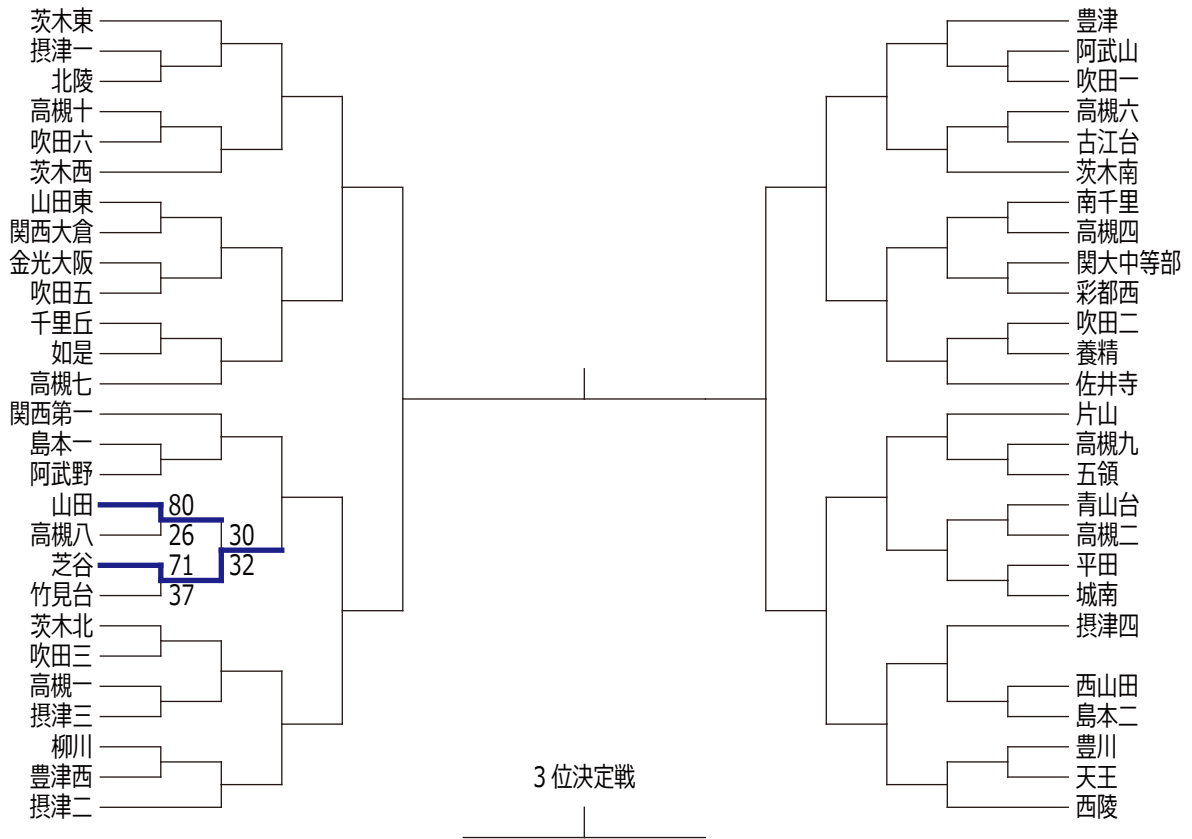 茨木東
摂津一
北陵
高槻十
吹田六
茨木西
山田東
関西大倉
金光大阪
吹田五
千里丘
如是
高槻七
関西第一
島本一
阿武野
山田 80
高槻八 26 30
芝谷 71 32
竹見台 37
茨木北
吹田三
高槻一
摂津三
柳川
豊津西
摂津二
豊津
阿武山
吹田一
高槻六
古江台
茨木南
南千里
高槻四
関大中等部
彩都西
吹田二
養精
佐井寺
片山
高槻九
五領
青山台
高槻二
平田
城南
摂津四
西山田
島本二
豊川
天王
西陵
3位決定戦